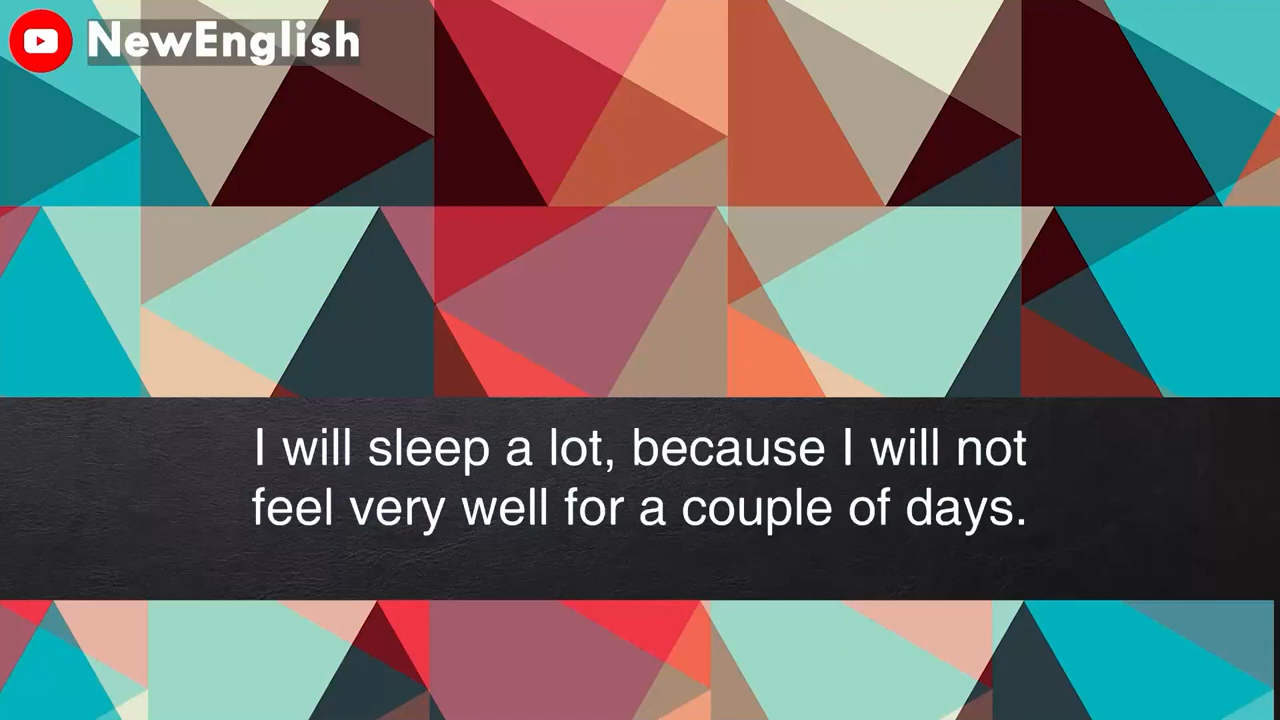 NewEnglish
I will sleep a lot, because I will not
feel very well for a couple of days.